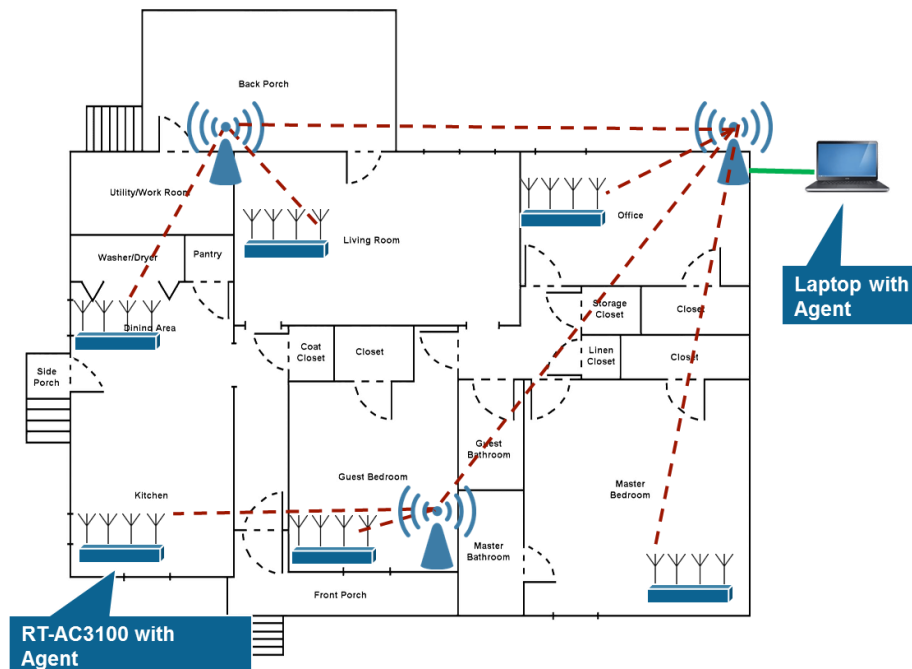 Back Porch
Utility/Work Room
Office
Living Room
Washer/Dryer
Pantry
Laptop with
Agent
Storage
Closet
Closet
Dining Area
Coat
Closet
Closet
Linen
Closet
Closet
Side
Porch
Guest
Bathroom
Guest Bedroom
Master
Bedroom
Kitchen
Master
Bathroom
Front Porch
RT-AC3100 with
Agent